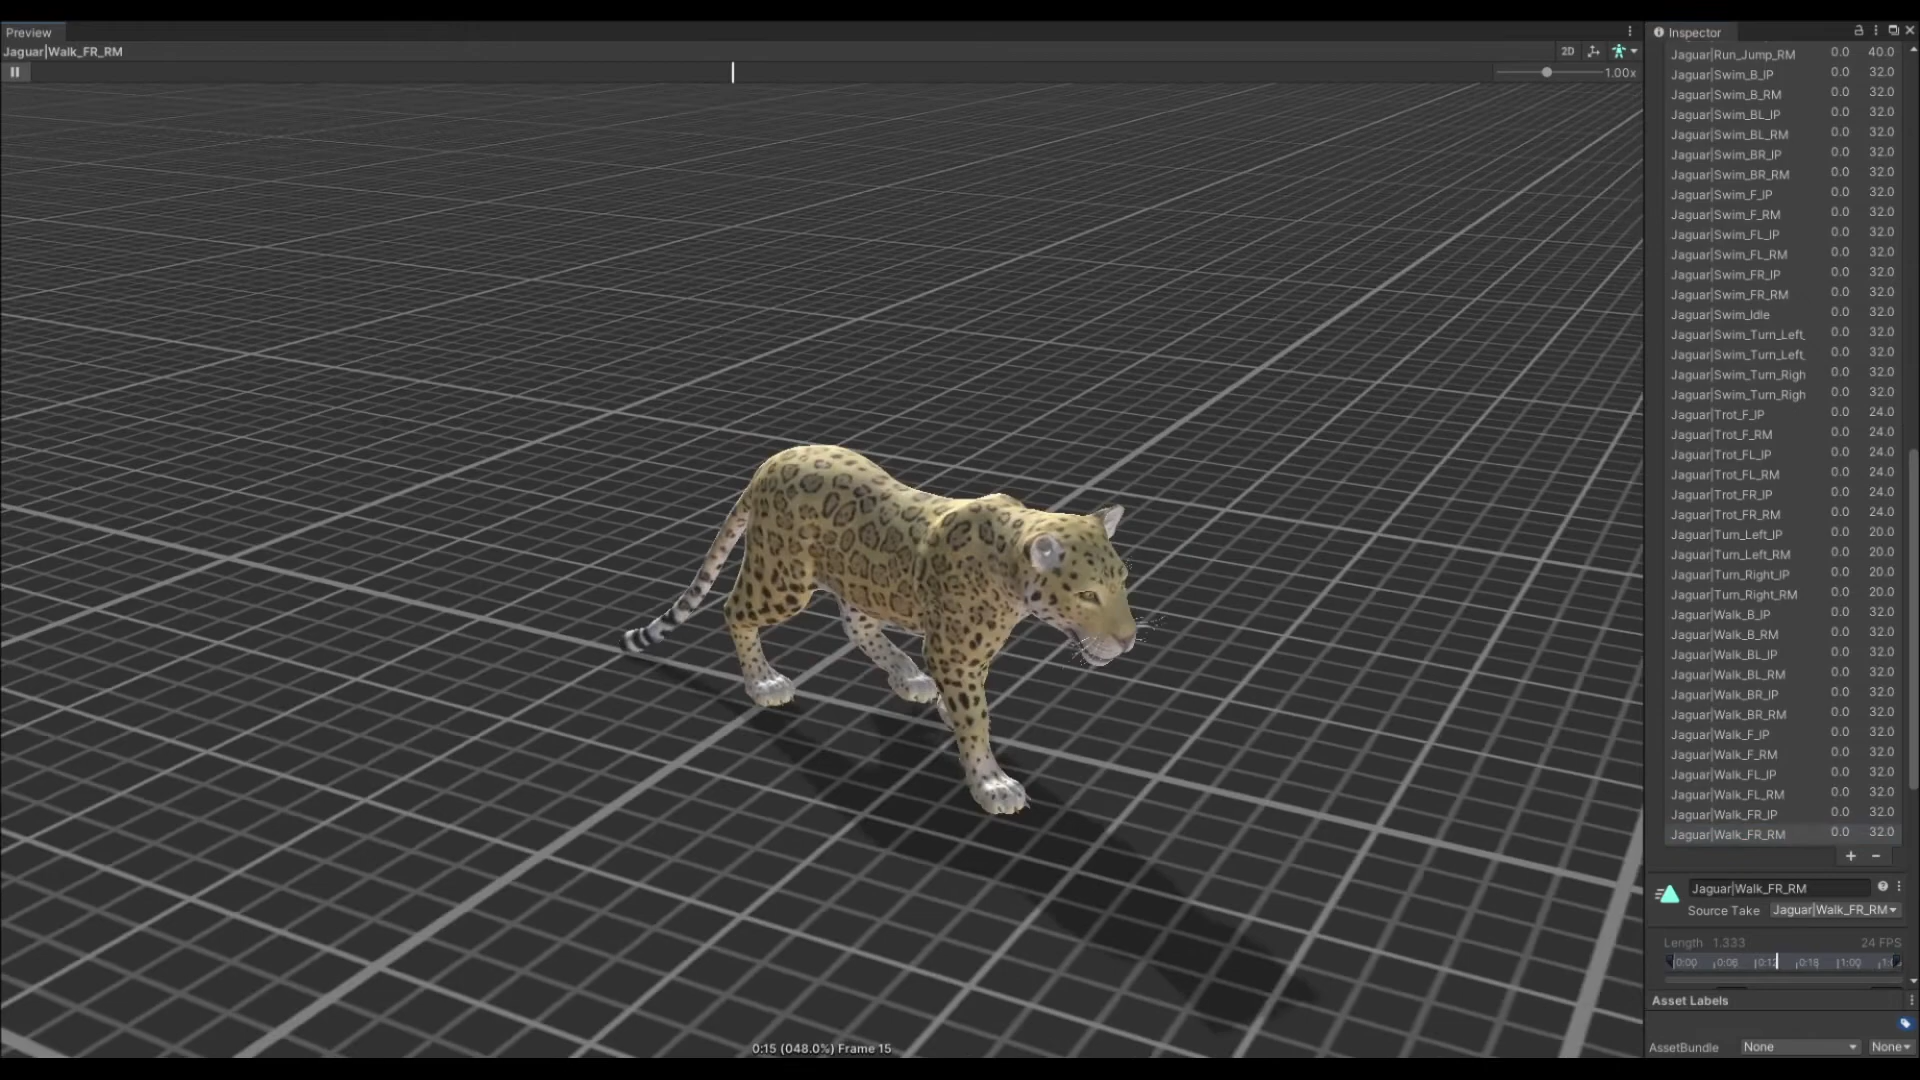 Preview
Jaguar|Walk_FR_RM
2D
1.00x
0:15 (048.0%) Frame 15
Inspector
Jaguar|Run_Jump_RM 0.0 40.0
Jaguar|Swim_B_IP 0.0 32.0
Jaguar|Swim_B_RM 0.0 32.0
Jaguar|Swim_BL_IP 0.0 32.0
Jaguar|Swim_BL_RM 0.0 32.0
Jaguar|Swim_BR_IP 0.0 32.0
Jaguar|Swim_BR_RM 0.0 32.0
Jaguar|Swim_F_IP 0.0 32.0
Jaguar|Swim_F_RM 0.0 32.0
Jaguar|Swim_FL_IP 0.0 32.0
Jaguar|Swim_FL_RM 0.0 32.0
Jaguar|Swim_FR_IP 0.0 32.0
Jaguar|Swim_FR_RM 0.0 32.0
Jaguar|Swim_Idle 0.0 32.0
Jaguar|Swim_Turn_Left_ 0.0 32.0
Jaguar|Swim_Turn_Left_ 0.0 32.0
Jaguar|Swim_Turn_Righ 0.0 32.0
Jaguar|Swim_Turn_Righ 0.0 32.0
Jaguar|Trot_F_IP 0.0 24.0
Jaguar|Trot_F_RM 0.0 24.0
Jaguar|Trot_FL_IP 0.0 24.0
Jaguar|Trot_FL_RM 0.0 24.0
Jaguar|Trot_FR_IP 0.0 24.0
Jaguar|Trot_FR_RM 0.0 24.0
Jaguar|Turn_Left_IP 0.0 20.0
Jaguar|Turn_Left_RM 0.0 20.0
Jaguar|Turn_Right_IP 0.0 20.0
Jaguar|Turn_Right_RM 0.0 20.0
Jaguar|Walk_B_IP 0.0 32.0
Jaguar|Walk_B_RM 0.0 32.0
Jaguar|Walk_BL_IP 0.0 32.0
Jaguar|Walk_BL_RM 0.0 32.0
Jaguar|Walk_BR_IP 0.0 32.0
Jaguar|Walk_BR_RM 0.0 32.0
Jaguar|Walk_F_IP 0.0 32.0
Jaguar|Walk_F_RM 0.0 32.0
Jaguar|Walk_FL_IP 0.0 32.0
Jaguar|Walk_FL_RM 0.0 32.0
Jaguar|Walk_FR_IP 0.0 32.0
Jaguar|Walk_FR_RM 0.0 32.0
+ −
Jaguar|Walk_FR_RM
Source Take Jaguar|Walk_FR_RM
Length 1.333 24 FPS
0:00 0:06 0:12 0:18 1:00
Asset Labels
AssetBundle None None